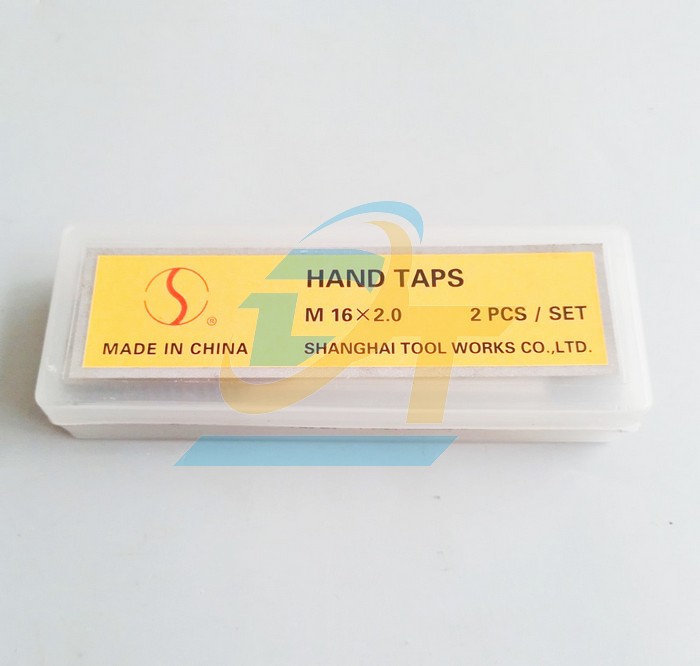 HAND TAPS
M 16×2.0 2 PCS / SET
MADE IN CHINA SHANGHAI TOOL WORKS CO.,LTD.